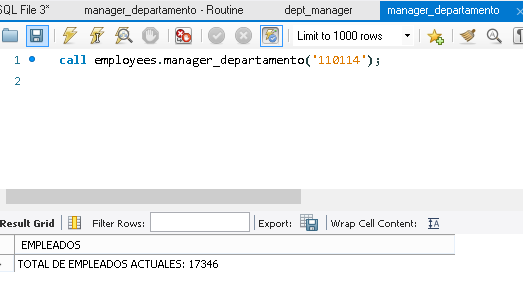 SQL File 3* manager_departamento - Routine dept_manager manager_departamento
Limit to 1000 rows
1 call employees.manager_departamento('110114');
2
Result Grid Filter Rows: Export: Wrap Cell Content: IA
EMPLEADOS
TOTAL DE EMPLEADOS ACTUALES: 17346